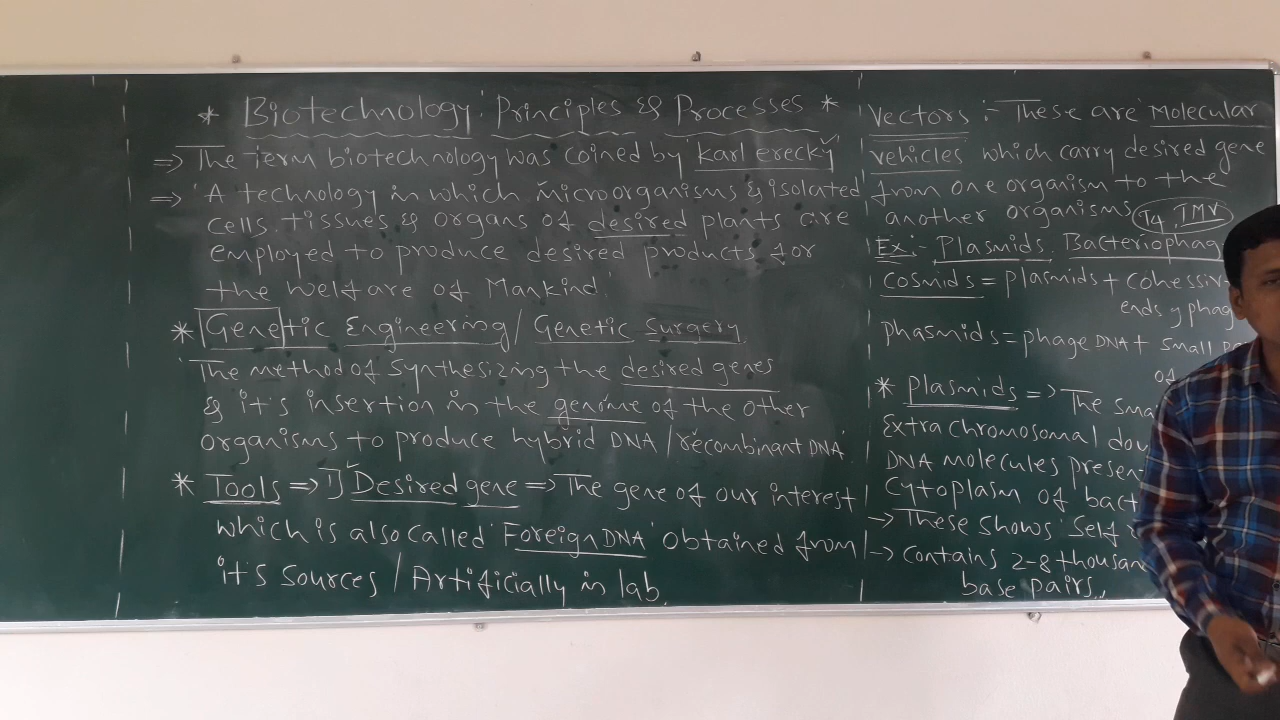 * Biotechnology: Principles & Processes *
⇒ The term biotechnology was coined by 'Karl erecky'
⇒ 'A technology in which microorganisms & isolated
cells, tissues & organs of desired plants are
employed to produce desired products for
the welfare of Mankind'.
* Genetic Engineering / Genetic Surgery
'The method of Synthesizing the desired genes
& it's insertion in the genome of the other
organisms to produce hybrid DNA / recombinant DNA'.
* Tools ⇒ 1) Desired gene ⇒ The gene of our interest
which is also called 'Foreign DNA' obtained from
it's sources / Artificially in lab.
Vectors :- These are Molecular
vehicles which carry desired gene
from one organism to the
another organisms
T4, TMV
Ex:- Plasmids, Bacteriophag
Cosmids = plasmids + cohesiv
ends of phag
phasmids = phage DNA + small
of
* Plasmids ⇒ The sma
Extra chromosomal dou
DNA molecules presen
Cytoplasm of bact
→ These shows 'Self
→ Contains 2-8 thousan
base pairs.